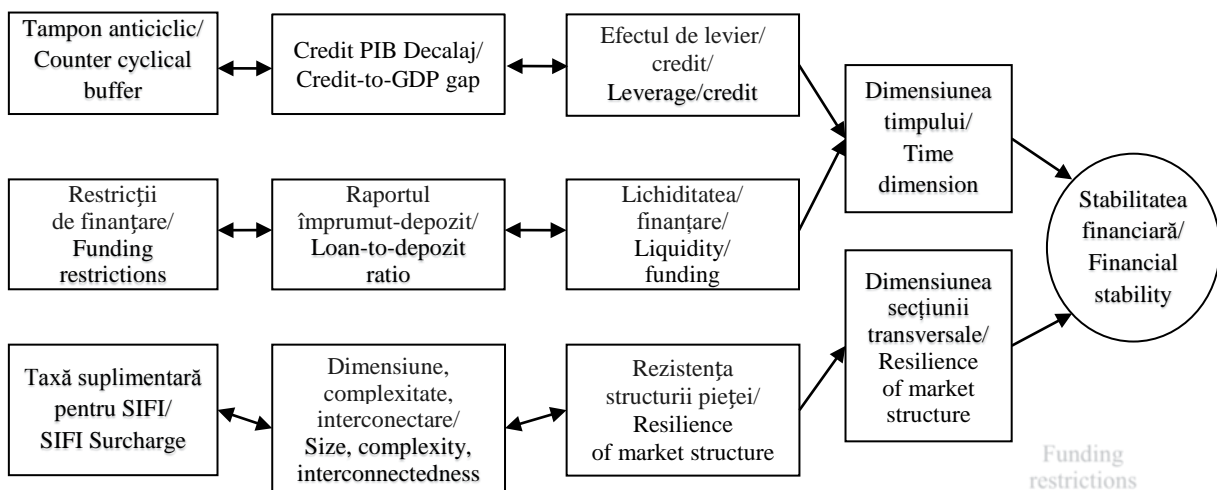 Tampon anticiclic/
Counter cyclical
buffer
Credit PIB Decalaj/
Credit-to-GDP gap
Efectul de levier/
credit/
Leverage/credit
Dimensiunea
timpului/
Time
dimension
Restricții
de finanțare/
Funding
restrictions
Raportul
împrumut-depozit/
Loan-to-depozit
ratio
Lichiditatea/
finanțare/
Liquidity/
funding
Stabilitatea
financiară/
Financial
stability
Dimensiunea
secțiunii
transversale/
Resilience
of market
structure
Taxă suplimentară
pentru SIFI/
SIFI Surcharge
Dimensiune,
complexitate,
interconectare/
Size, complexity,
interconnectedness
Rezistența
structurii pieței/
Resilience
of market structure
Funding
restrictions